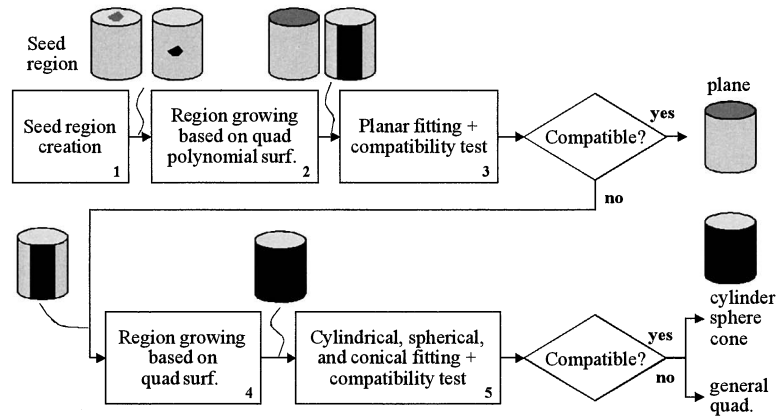 Seed
region
Seed region
creation
1
Region growing
based on quad
polynomial surf.
2
Planar fitting +
compatibility test
3
Compatible?
yes
plane
no
Region growing
based on
quad surf.
4
Cylindrical, spherical,
and conical fitting +
compatibility test
5
Compatible?
yes
no
cylinder
sphere
cone
general
quad.